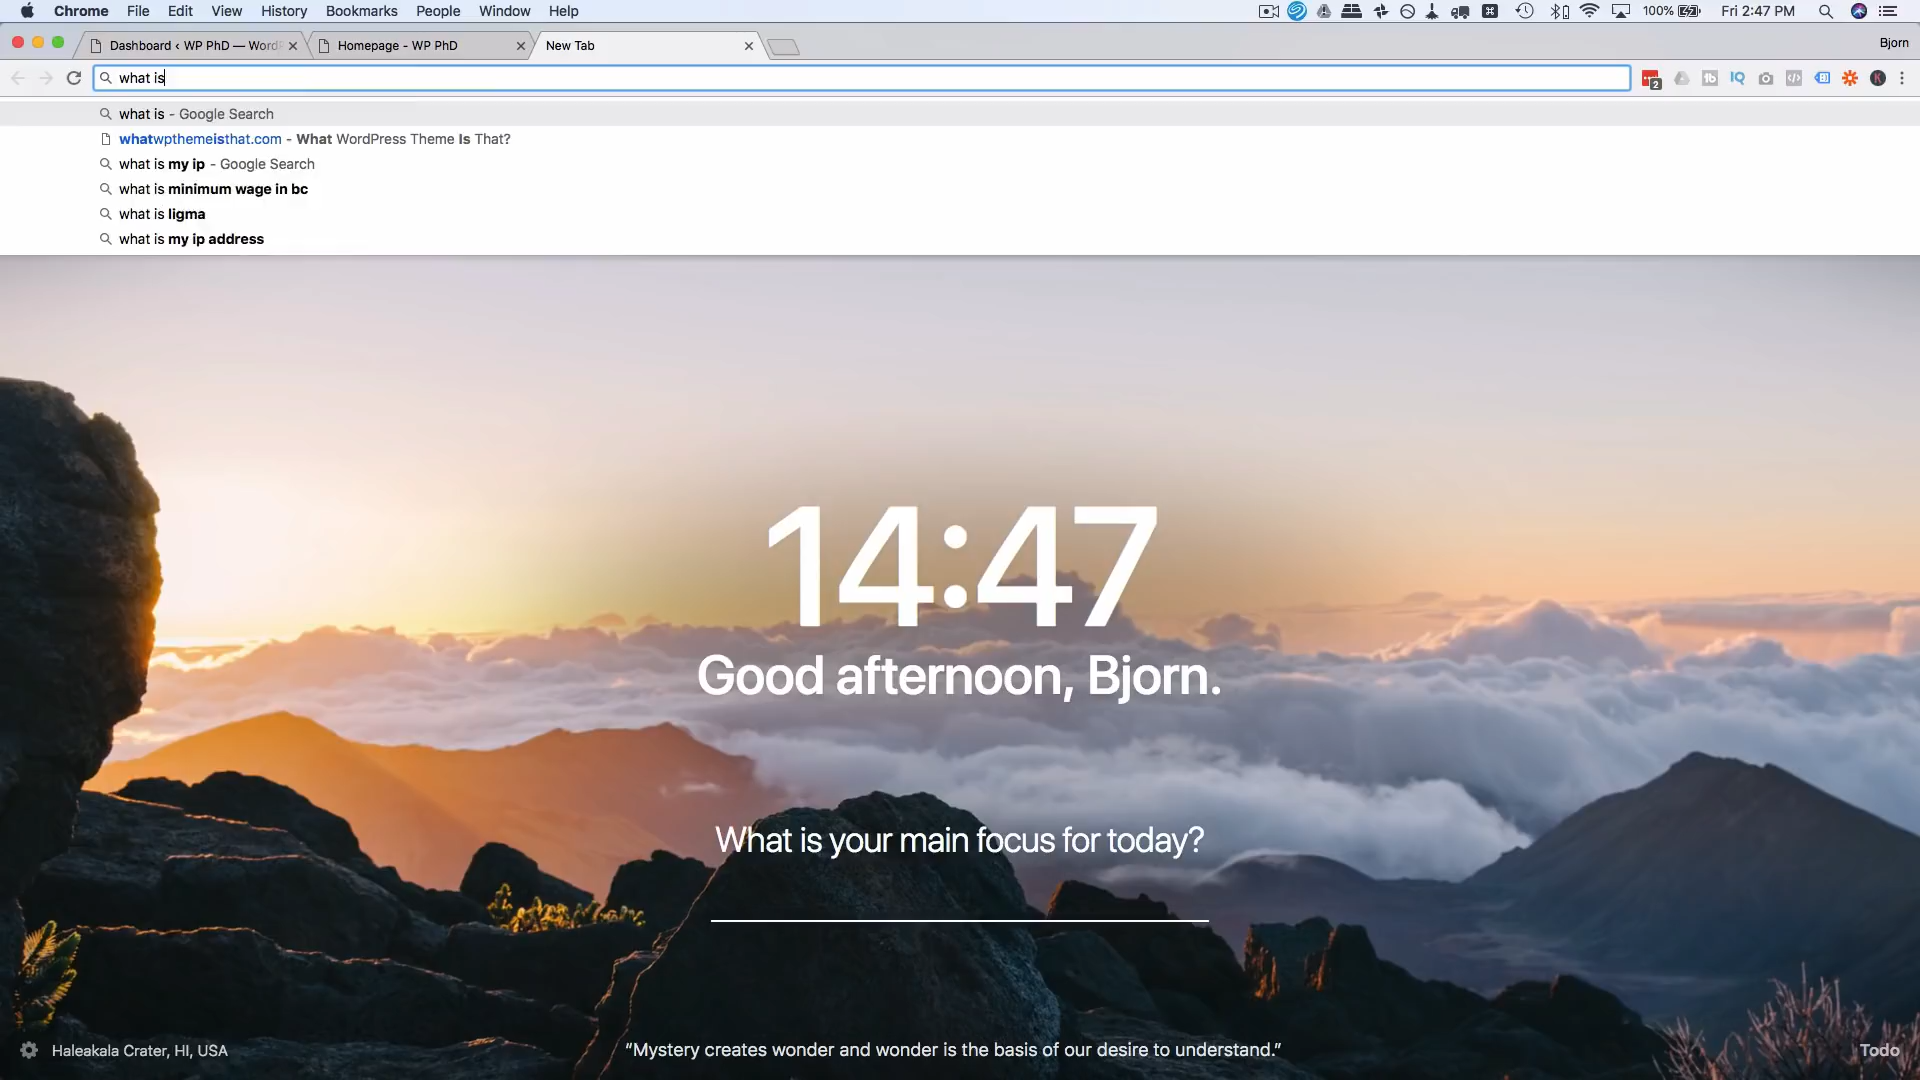 Chrome File Edit View History Bookmarks People Window Help 100% Fri 2:47 PM
Dashboard ‹ WP PhD — WordP Homepage - WP PhD New Tab Bjorn
what is
what is - Google Search
whatwpthemeisthat.com - What WordPress Theme Is That?
what is my ip - Google Search
what is minimum wage in bc
what is ligma
what is my ip address
14:47
Good afternoon, Bjorn.
What is your main focus for today?
Haleakala Crater, HI, USA
“Mystery creates wonder and wonder is the basis of our desire to understand.”
Todo